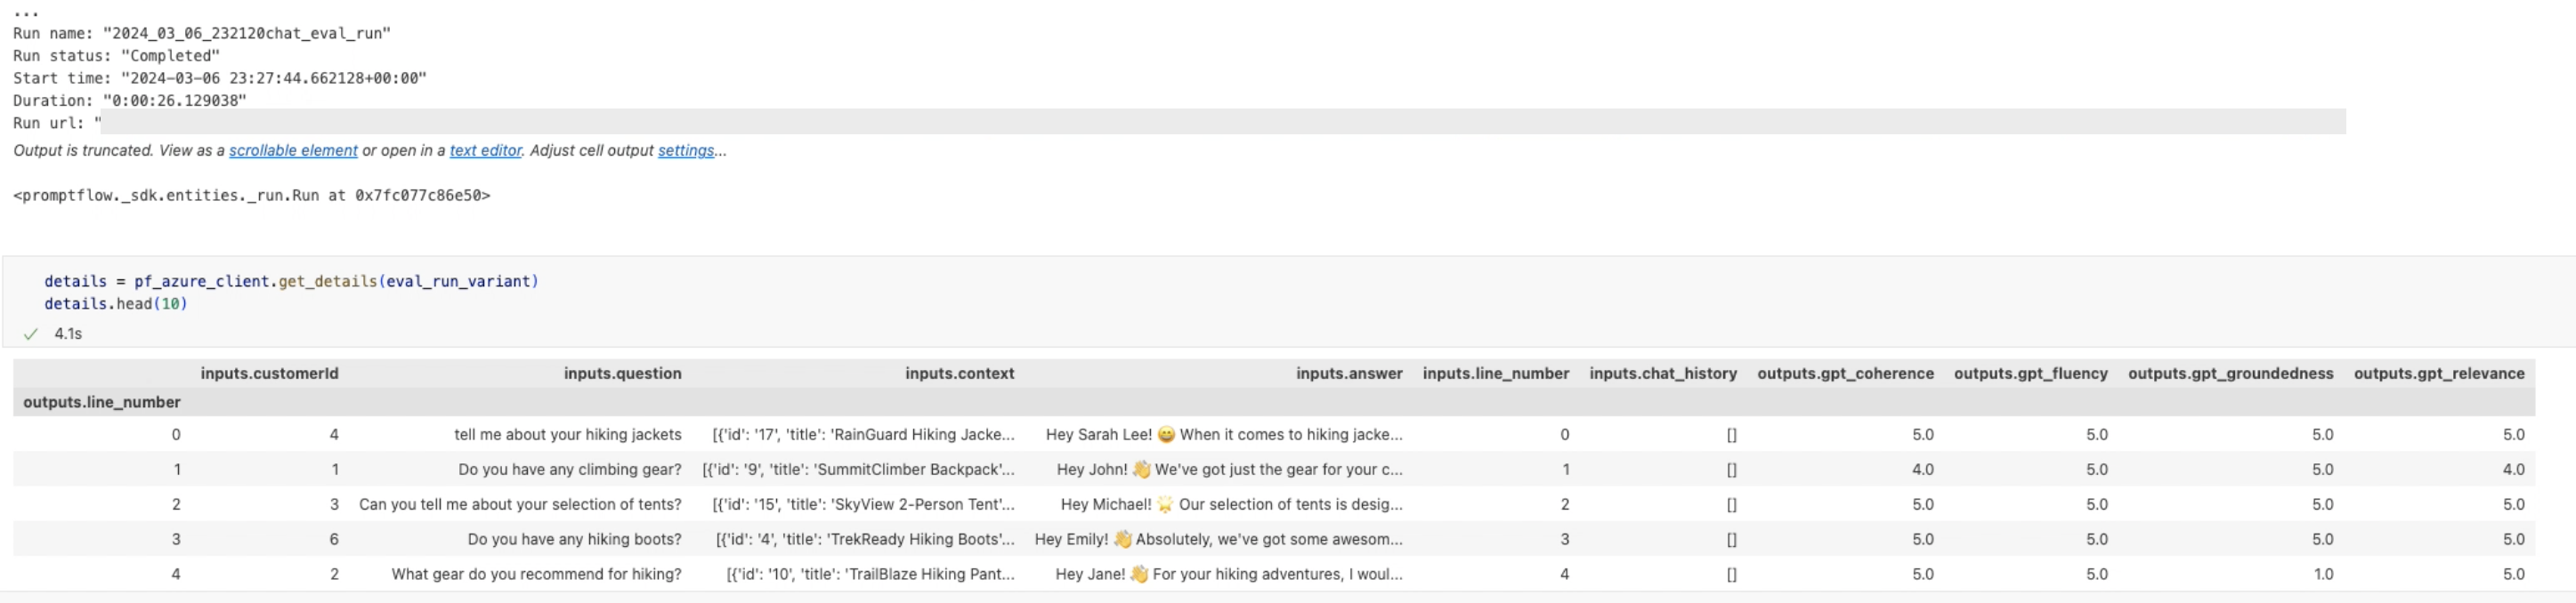 ...
Run name: "2024_03_06_232120chat_eval_run"
Run status: "Completed"
Start time: "2024-03-06 23:27:44.662128+00:00"
Duration: "0:00:26.129038"
Run url: "
Output is truncated. View as a scrollable element or open in a text editor. Adjust cell output settings...
<promptflow._sdk.entities._run.Run at 0x7fc077c86e50>
details = pf_azure_client.get_details(eval_run_variant)
details.head(10)
✓ 4.1s
inputs.customerId inputs.question inputs.context inputs.answer inputs.line_number inputs.chat_history outputs.gpt_coherence outputs.gpt_fluency outputs.gpt_groundedness outputs.gpt_relevance
outputs.line_number
0 4 tell me about your hiking jackets [{'id': '17', 'title': 'RainGuard Hiking Jacke... Hey Sarah Lee! 😄 When it comes to hiking jacke... 0 [] 5.0 5.0 5.0 5.0
1 1 Do you have any climbing gear? [{'id': '9', 'title': 'SummitClimber Backpack'... Hey John! 👋 We've got just the gear for your c... 1 [] 4.0 5.0 5.0 4.0
2 3 Can you tell me about your selection of tents? [{'id': '15', 'title': 'SkyView 2-Person Tent'... Hey Michael! 🌟 Our selection of tents is desig... 2 [] 5.0 5.0 5.0 5.0
3 6 Do you have any hiking boots? [{'id': '4', 'title': 'TrekReady Hiking Boots'... Hey Emily! 👋 Absolutely, we've got some awesom... 3 [] 5.0 5.0 5.0 5.0
4 2 What gear do you recommend for hiking? [{'id': '10', 'title': 'TrailBlaze Hiking Pant... Hey Jane! 👋 For your hiking adventures, I woul... 4 [] 5.0 5.0 1.0 5.0